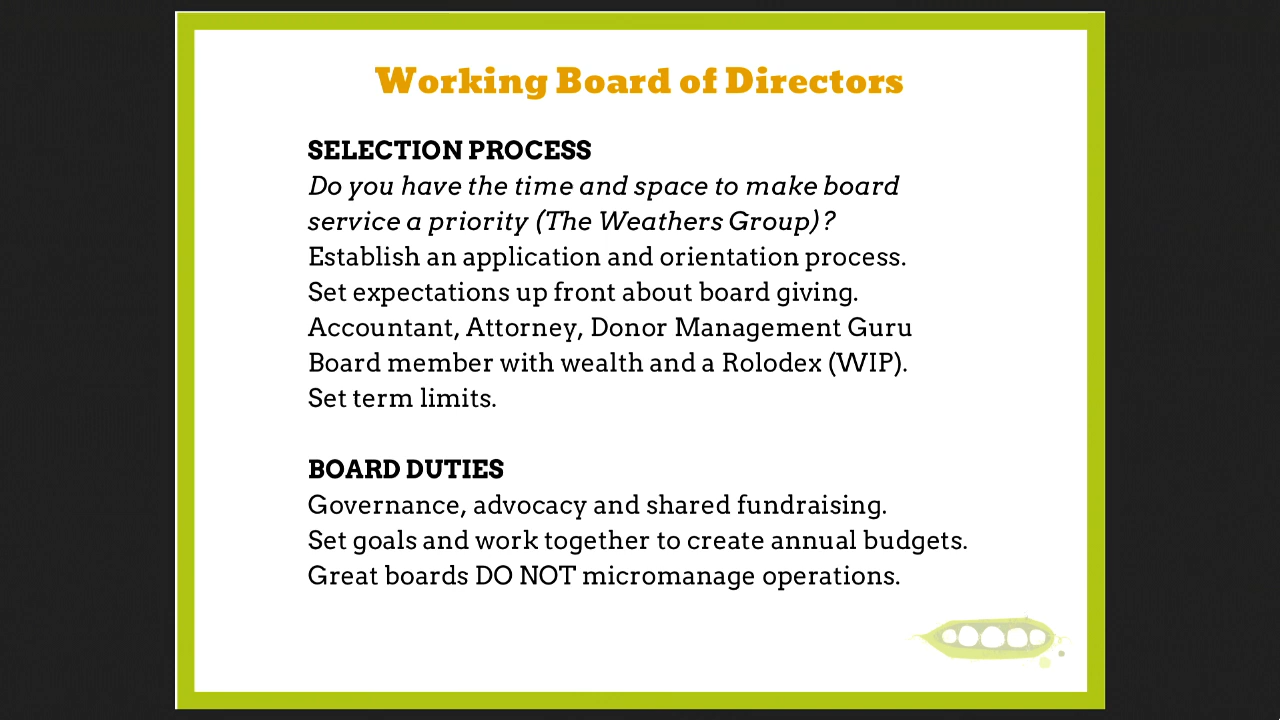 Working Board of Directors
SELECTION PROCESS
Do you have the time and space to make board
service a priority (The Weathers Group)?
Establish an application and orientation process.
Set expectations up front about board giving.
Accountant, Attorney, Donor Management Guru
Board member with wealth and a Rolodex (WIP).
Set term limits.
BOARD DUTIES
Governance, advocacy and shared fundraising.
Set goals and work together to create annual budgets.
Great boards DO NOT micromanage operations.